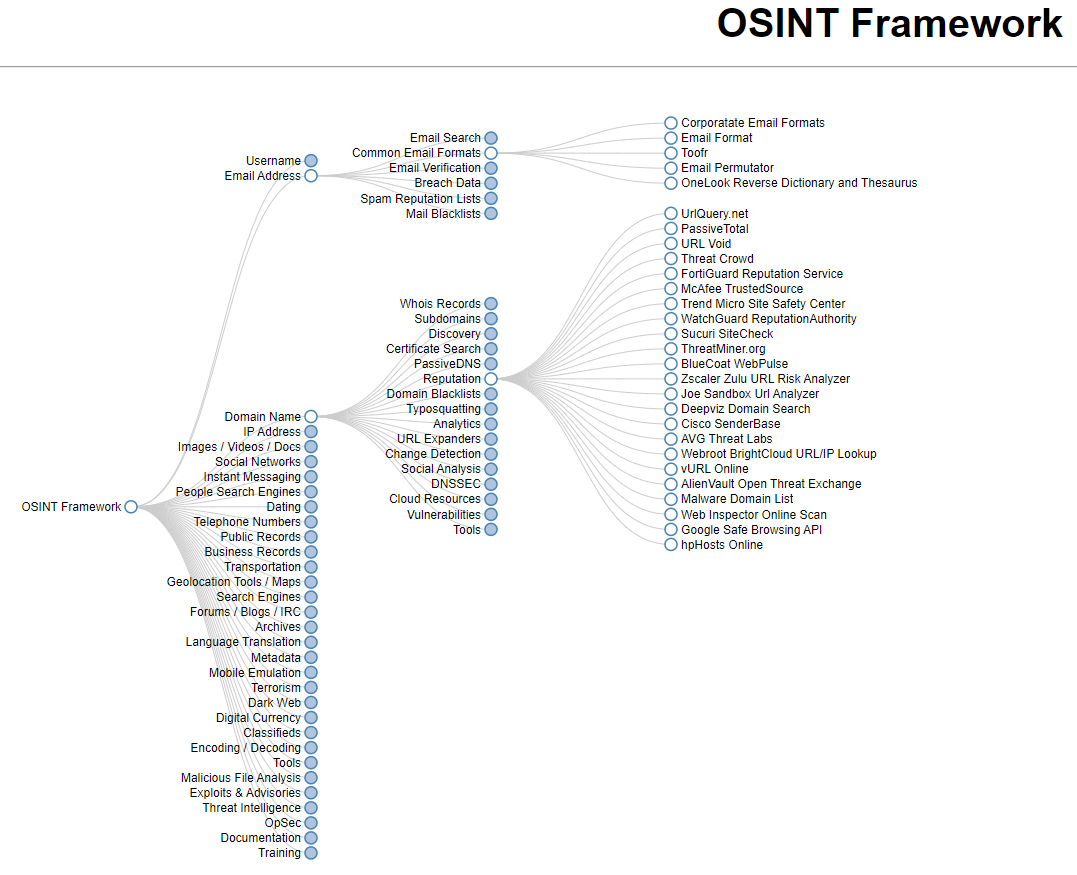 OSINT Framework
OSINT Framework
Username
Email Address
Email Search
Common Email Formats
Corporatate Email Formats
Email Format
Toofr
Email Permutator
OneLook Reverse Dictionary and Thesaurus
Email Verification
Breach Data
Spam Reputation Lists
Mail Blacklists
Domain Name
Whois Records
Subdomains
Discovery
Certificate Search
PassiveDNS
Reputation
UrlQuery.net
PassiveTotal
URL Void
Threat Crowd
FortiGuard Reputation Service
McAfee TrustedSource
Trend Micro Site Safety Center
WatchGuard ReputationAuthority
Sucuri SiteCheck
ThreatMiner.org
BlueCoat WebPulse
Zscaler Zulu URL Risk Analyzer
Joe Sandbox Url Analyzer
Deepviz Domain Search
Cisco SenderBase
AVG Threat Labs
Webroot BrightCloud URL/IP Lookup
vURL Online
AlienVault Open Threat Exchange
Malware Domain List
Web Inspector Online Scan
Google Safe Browsing API
hpHosts Online
Domain Blacklists
Typosquatting
Analytics
URL Expanders
Change Detection
Social Analysis
DNSSEC
Cloud Resources
Vulnerabilities
Tools
IP Address
Images / Videos / Docs
Social Networks
Instant Messaging
People Search Engines
Dating
Telephone Numbers
Public Records
Business Records
Transportation
Geolocation Tools / Maps
Search Engines
Forums / Blogs / IRC
Archives
Language Translation
Metadata
Mobile Emulation
Terrorism
Dark Web
Digital Currency
Classifieds
Encoding / Decoding
Tools
Malicious File Analysis
Exploits & Advisories
Threat Intelligence
OpSec
Documentation
Training